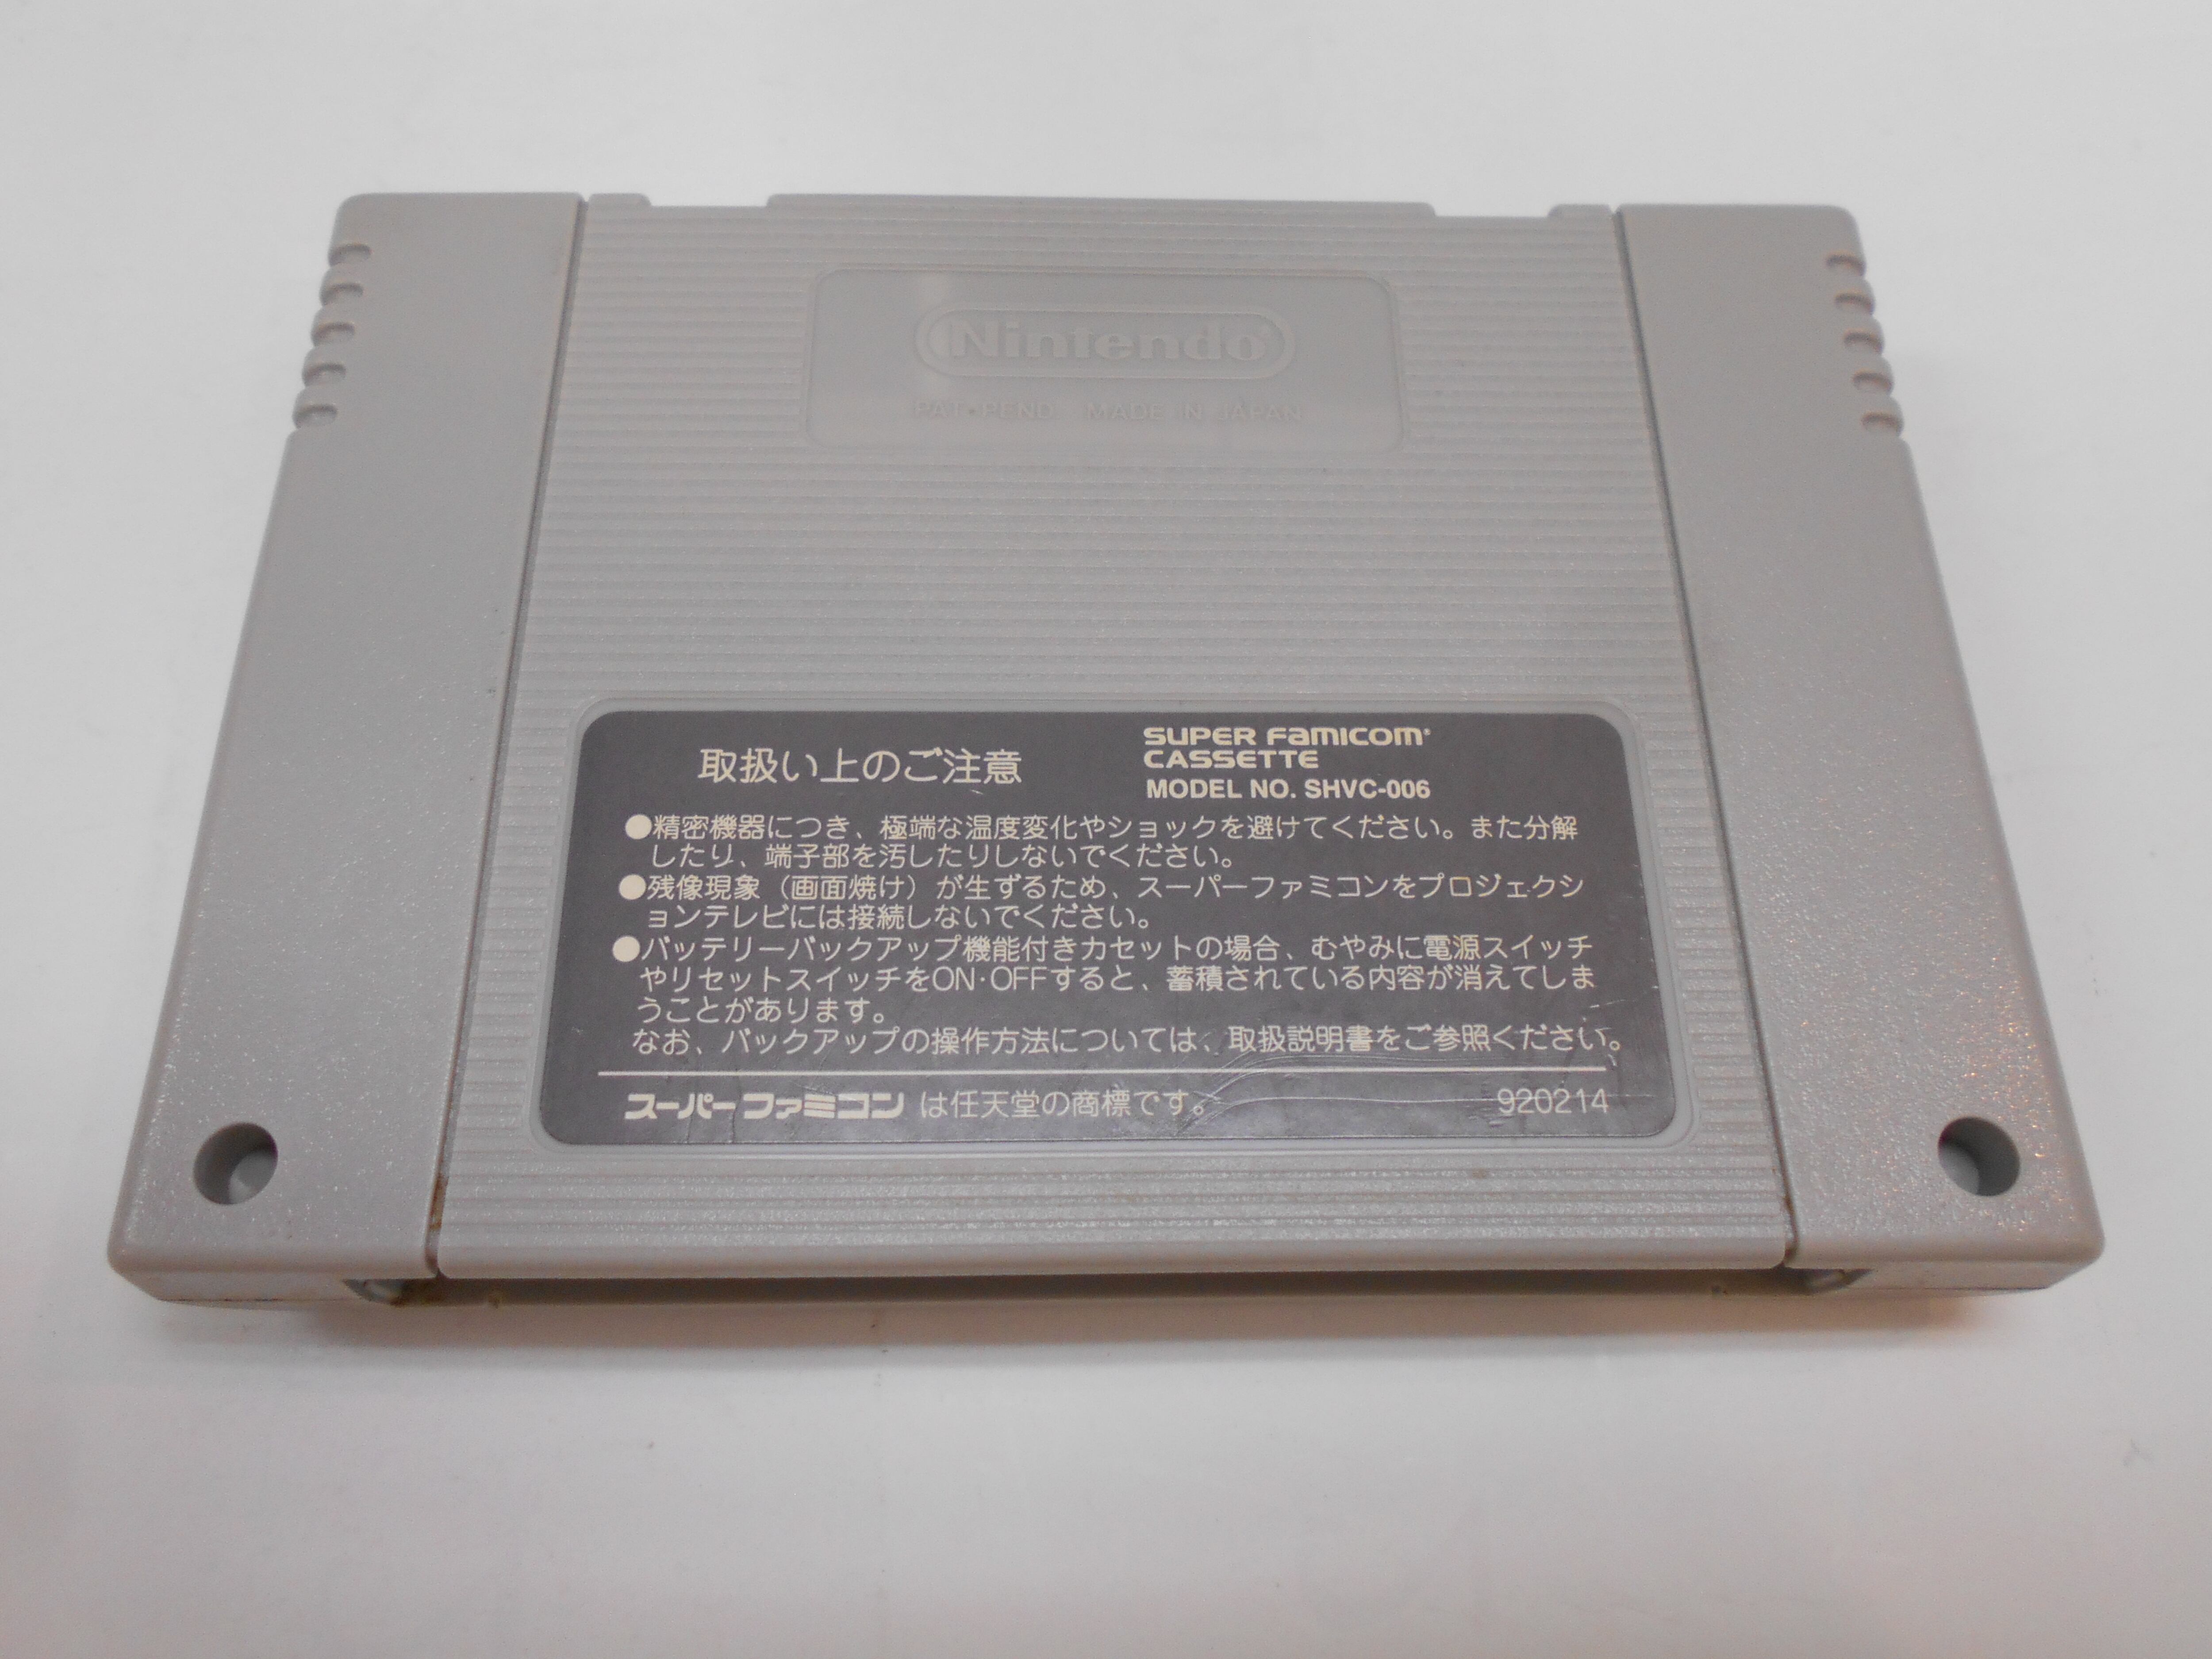 Nintendo®
PAT•PEND MADE IN JAPAN
取扱い上のご注意
SUPER FAMICOM®
CASSETTE
MODEL NO. SHVC-006
●精密機器につき、極端な温度変化やショックを避けてください。また分解
したり、端子部を汚したりしないでください。
●残像現象（画面焼け）が生ずるため、スーパーファミコンをプロジェクシ
ョンテレビには接続しないでください。
●バッテリーバックアップ機能付きカセットの場合、むやみに電源スイッチ
やリセットスイッチをON・OFFすると、蓄積されている内容が消えてしま
うことがあります。
なお、バックアップの操作方法については、取扱説明書をご参照ください。
スーパーファミコン は任天堂の商標です。
920214